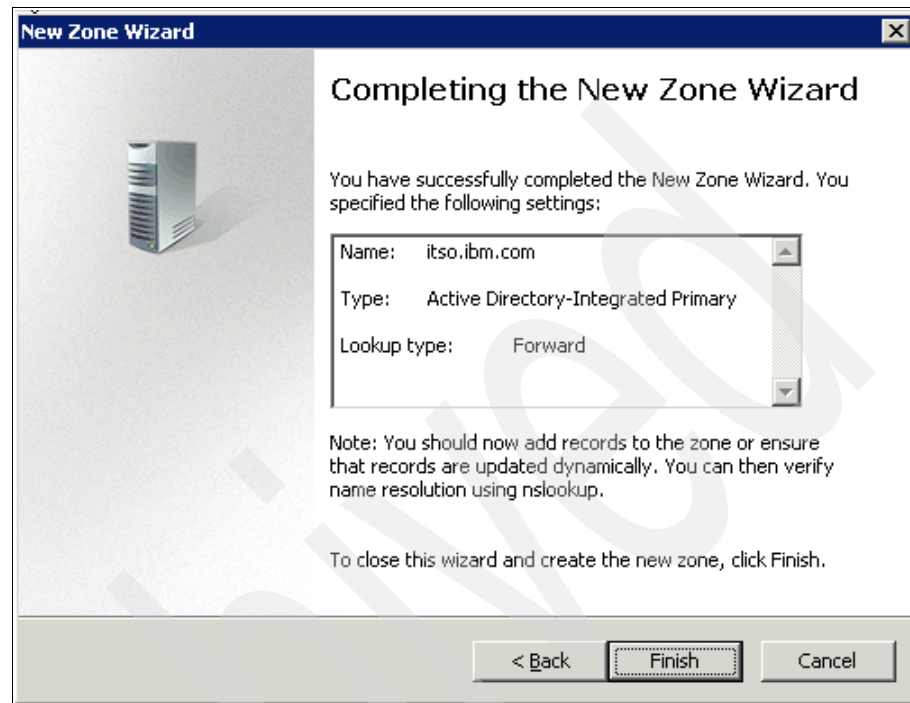 New Zone Wizard
Completing the New Zone Wizard
You have successfully completed the New Zone Wizard. You
specified the following settings:
Name: itso.ibm.com
Type: Active Directory-Integrated Primary
Lookup type: Forward
Note: You should now add records to the zone or ensure
that records are updated dynamically. You can then verify
name resolution using nslookup.
To close this wizard and create the new zone, click Finish.
< Back
Finish
Cancel